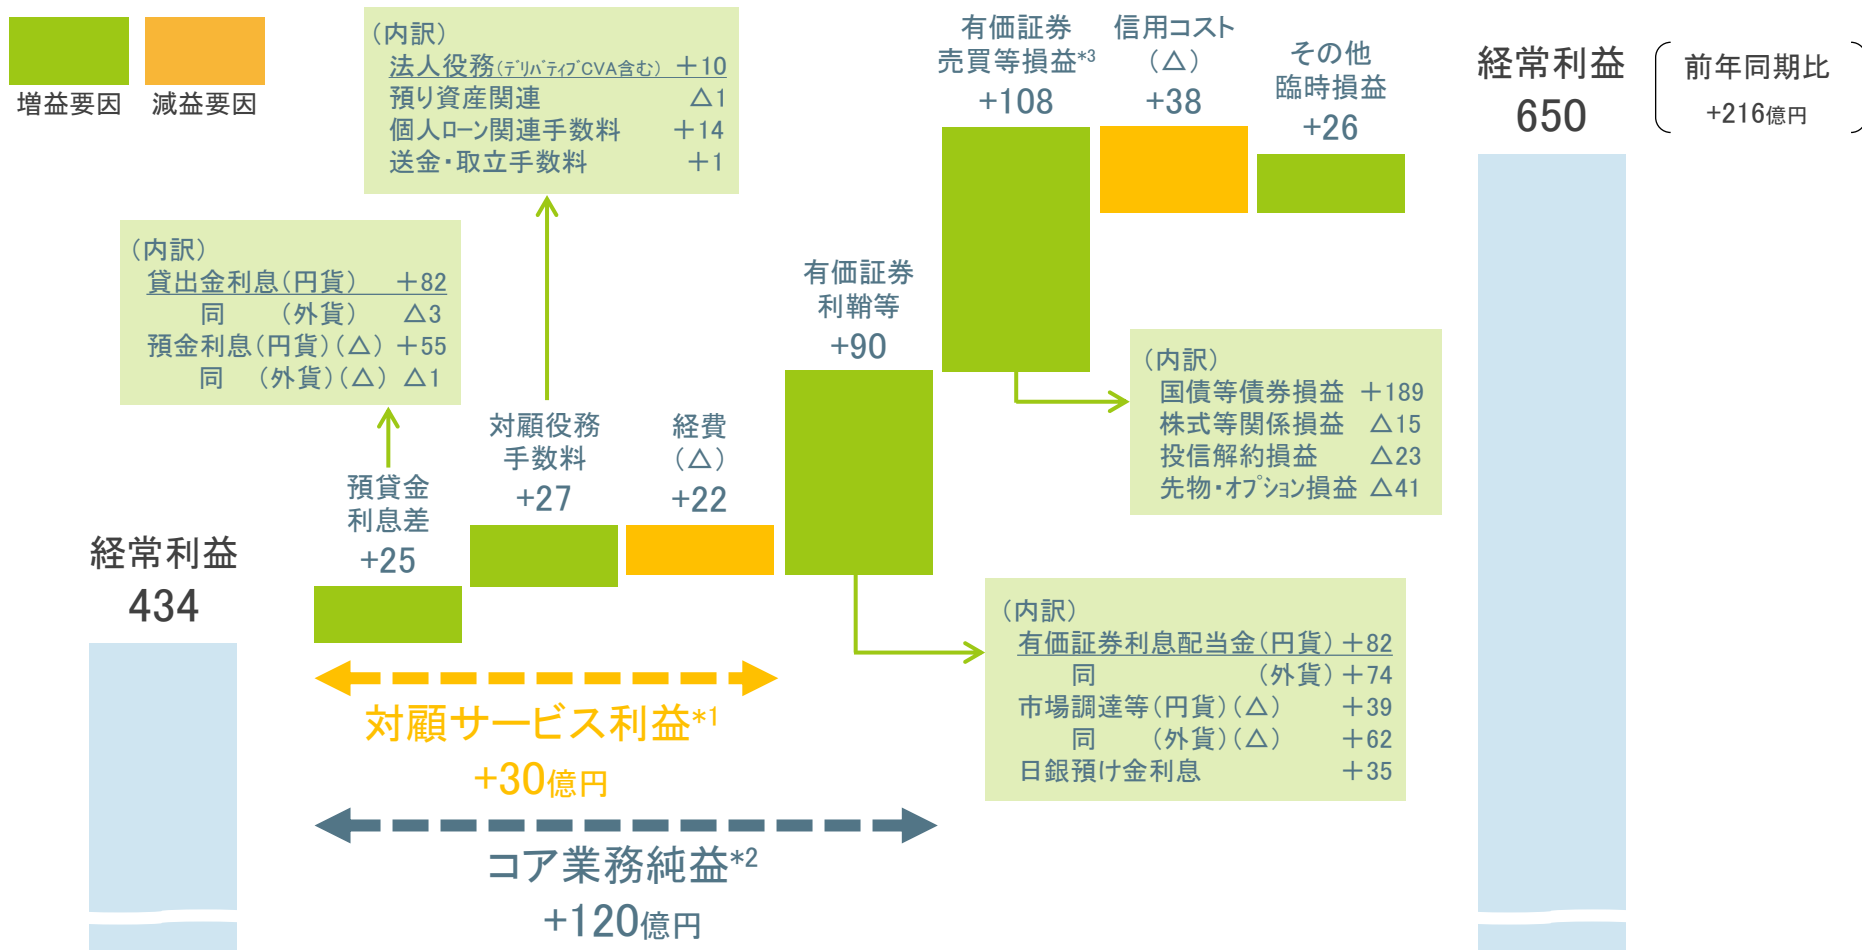 増益要因
減益要因
(内訳)
法人役務(ﾃﾞﾘﾊﾞﾃｨﾌﾞCVA含む) +10
預り資産関連 △1
個人ローン関連手数料 +14
送金・取立手数料 +1
(内訳)
貸出金利息(円貨) +82
同 (外貨) △3
預金利息(円貨)(△) +55
同 (外貨)(△) △1
経常利益
434
預貸金
利息差
+25
対顧役務
手数料
+27
経費
(△)
+22
有価証券
利鞘等
+90
有価証券
売買等損益*3
+108
信用コスト
(△)
+38
その他
臨時損益
+26
経常利益
650
前年同期比
+216億円
(内訳)
国債等債券損益 +189
株式等関係損益 △15
投信解約損益 △23
先物・ｵﾌﾟｼｮﾝ損益 △41
(内訳)
有価証券利息配当金(円貨) +82
同 (外貨) +74
市場調達等(円貨)(△) +39
同 (外貨)(△) +62
日銀預け金利息 +35
対顧サービス利益*1
+30億円
コア業務純益*2
+120億円